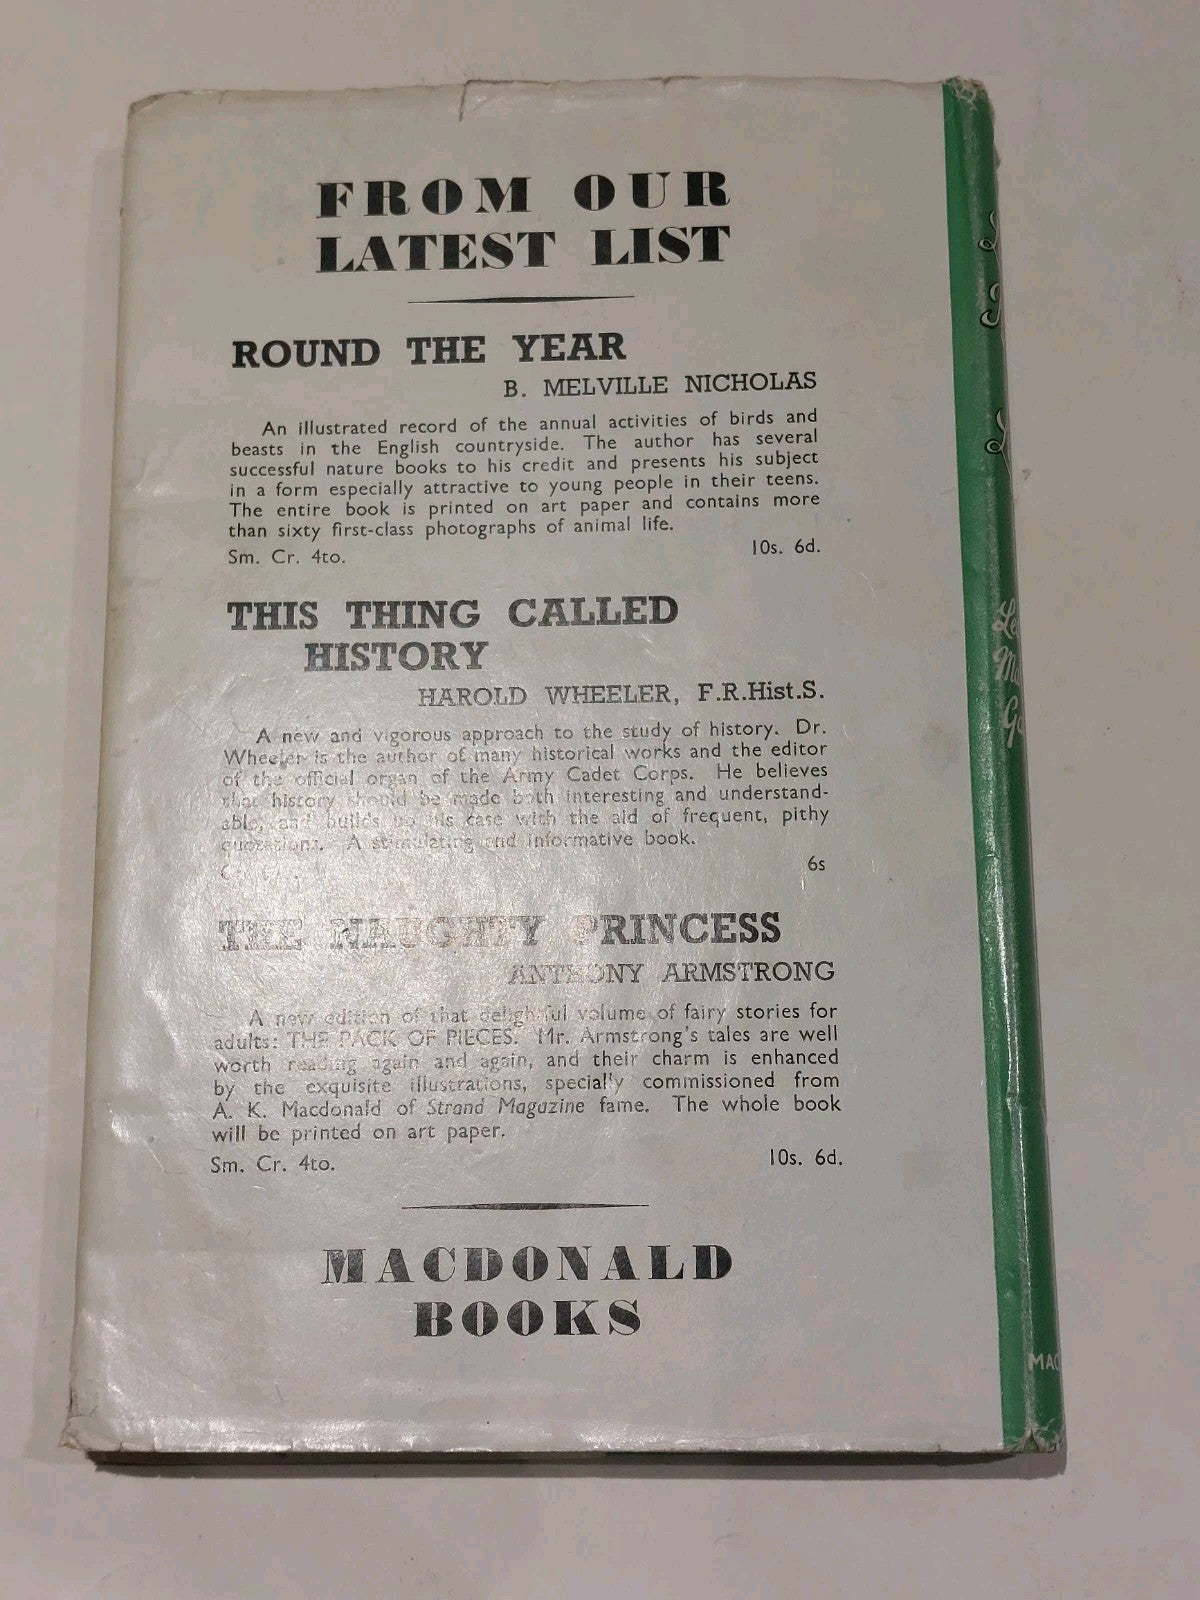 FROM OUR
LATEST LIST
ROUND THE YEAR
B. MELVILLE NICHOLAS
An illustrated record of the annual activities of birds and
beasts in the English countryside. The author has several
successful nature books to his credit and presents his subject
in a form especially attractive to young people in their teens.
The entire book is printed on art paper and contains more
than sixty first-class photographs of animal life.
Sm. Cr. 4to. 10s. 6d.
THIS THING CALLED
HISTORY
HAROLD WHEELER, F.R.Hist.S.
A new and vigorous approach to the study of history. Dr.
Wheeler is the author of many historical works and the editor
of the official organ of the Army Cadet Corps. He believes
that history should be made both interesting and understand-
able, and builds up his case with the aid of frequent, pithy
quotations. A stimulating and informative book.
6s
THE NAUGHTY PRINCESS
ANTHONY ARMSTRONG
A new edition of that delightful volume of fairy stories for
adults: THE PACK OF PIECES. Mr. Armstrong's tales are well
worth reading again and again, and their charm is enhanced
by the exquisite illustrations, specially commissioned from
A. K. Macdonald of Strand Magazine fame. The whole book
will be printed on art paper.
Sm. Cr. 4to. 10s. 6d.
MACDONALD
BOOKS